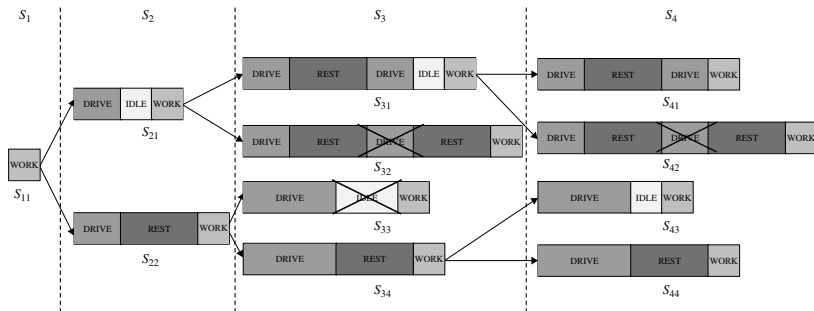 S1 S2 S3 S4
DRIVE REST DRIVE IDLE WORK
S31
DRIVE REST DRIVE WORK
S41
DRIVE IDLE WORK
S21
DRIVE REST DRIVE REST WORK
S32
DRIVE REST DRIVE REST WORK
S42
WORK
S11
DRIVE IDLE WORK
S33
DRIVE IDLE WORK
S43
DRIVE REST WORK
S22
DRIVE REST WORK
S34
DRIVE REST WORK
S44